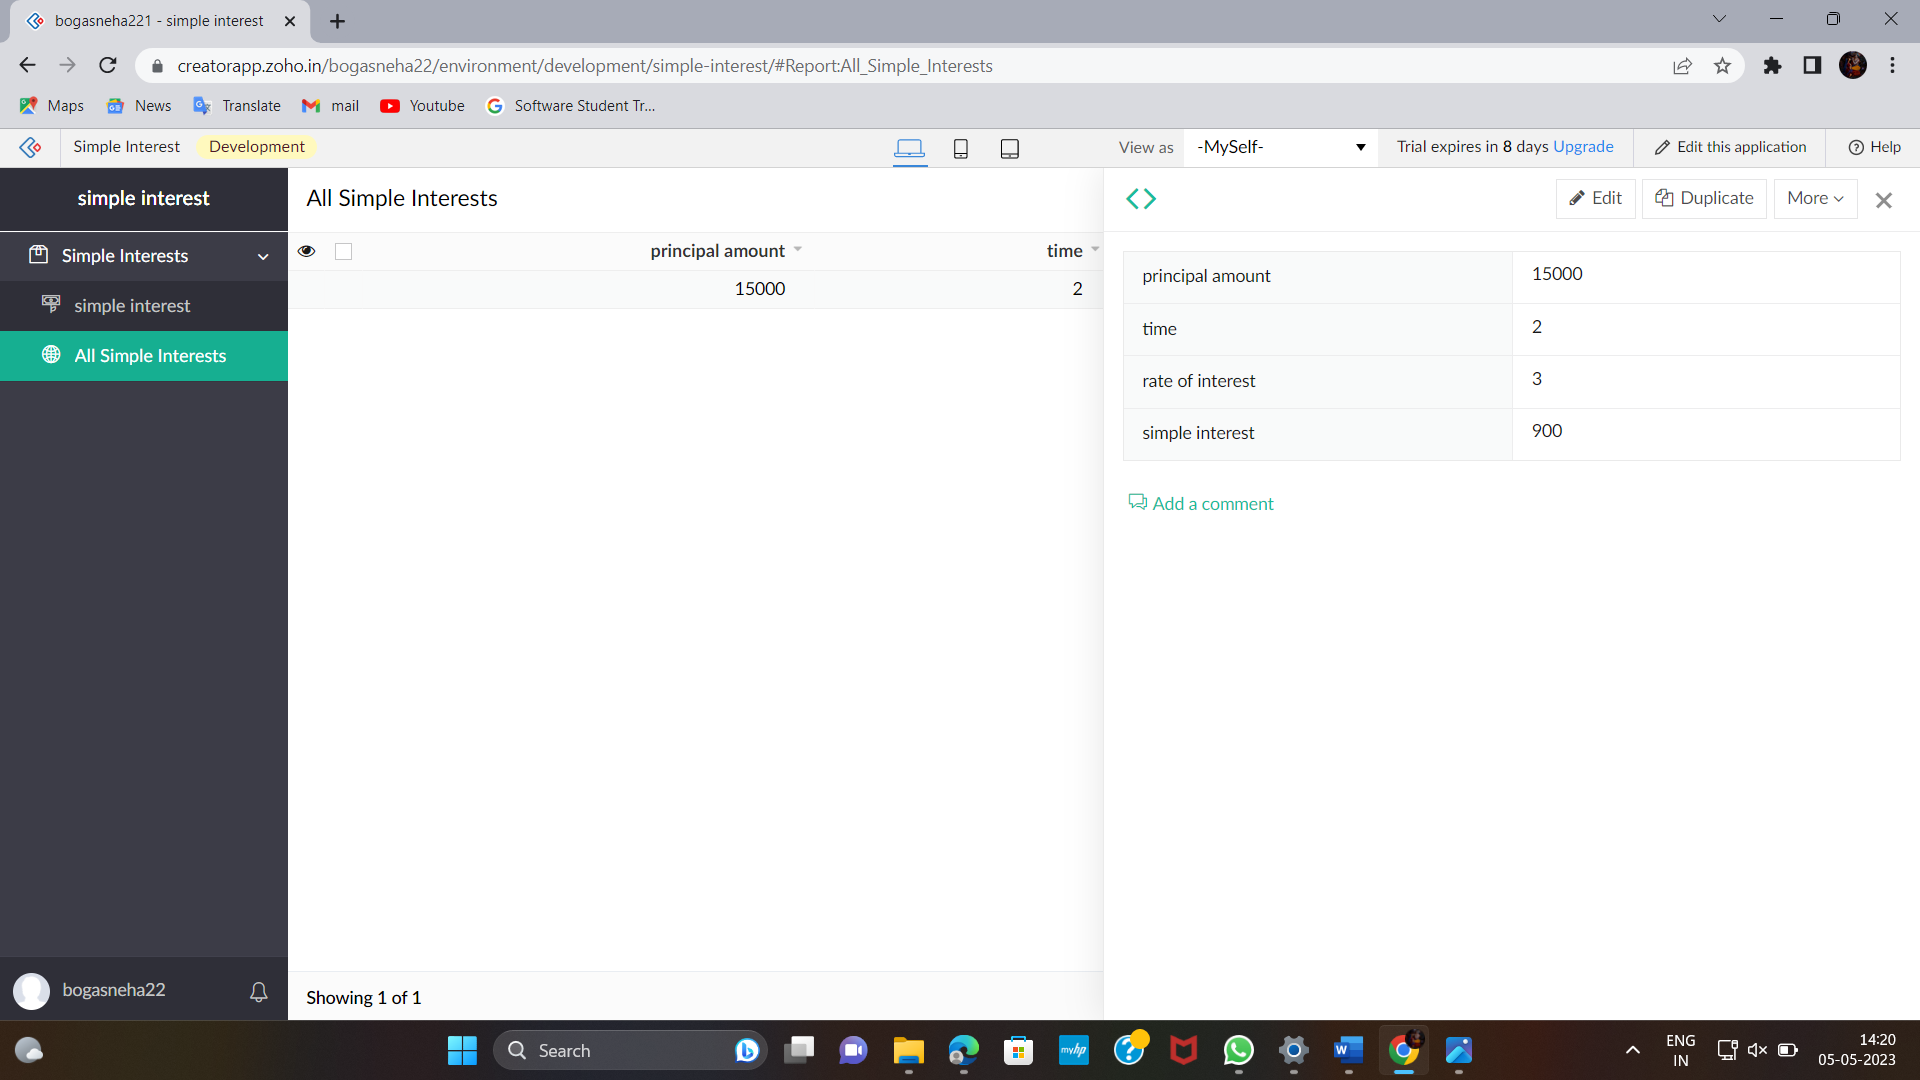 bogasneha221 - simple interest
creatorapp.zoho.in/bogasneha22/environment/development/simple-interest/#Report:All_Simple_Interests
Maps News Translate mail Youtube Software Student Tr...
Simple Interest Development View as -MySelf- Trial expires in 8 days Upgrade Edit this application Help
simple interest
Simple Interests
simple interest
All Simple Interests
bogasneha22
All Simple Interests
principal amount time
15000 2
Showing 1 of 1
Edit Duplicate More
principal amount 15000
time 2
rate of interest 3
simple interest 900
Add a comment
Search
myhp
W
ENG
IN
14:20
05-05-2023